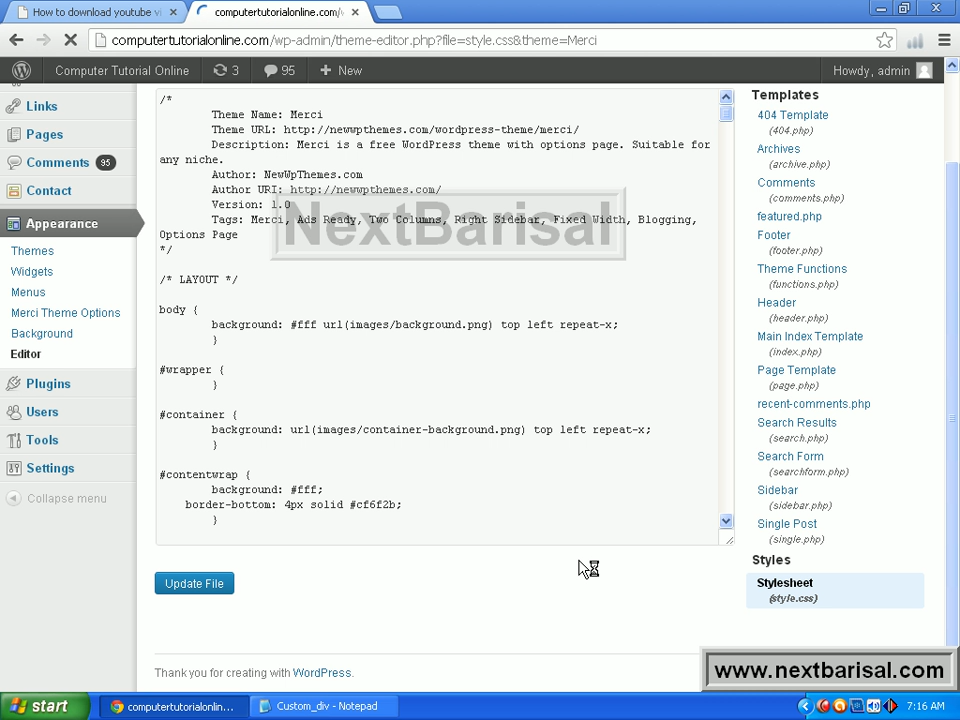 How to download youtube vi
computertutorialonline.com/w
computertutorialonline.com/wp-admin/theme-editor.php?file=style.css&theme=Merci
Computer Tutorial Online
3
95
New
Howdy, admin
Links
Pages
Comments 95
Contact
Appearance
Themes
Widgets
Menus
Merci Theme Options
Background
Editor
Plugins
Users
Tools
Settings
Collapse menu
/*
Theme Name: Merci
Theme URL: http://newwpthemes.com/wordpress-theme/merci/
Description: Merci is a free WordPress theme with options page. Suitable for
any niche.
Author: NewWpThemes.com
Author URI: http://newwpthemes.com/
Version: 1.0
Tags: Merci, Ads Ready, Two Columns, Right Sidebar, Fixed Width, Blogging,
Options Page
*/
/* LAYOUT */
body {
background: #fff url(images/background.png) top left repeat-x;
}
#wrapper {
}
#container {
background: url(images/container-background.png) top left repeat-x;
}
#contentwrap {
background: #fff;
border-bottom: 4px solid #cf6f2b;
}
NextBarisal
Update File
Thank you for creating with WordPress.
Templates
404 Template
(404.php)
Archives
(archive.php)
Comments
(comments.php)
featured.php
Footer
(footer.php)
Theme Functions
(functions.php)
Header
(header.php)
Main Index Template
(index.php)
Page Template
(page.php)
recent-comments.php
Search Results
(search.php)
Search Form
(searchform.php)
Sidebar
(sidebar.php)
Single Post
(single.php)
Styles
Stylesheet
(style.css)
www.nextbarisal.com
start
computertutorialonlin...
Custom_div - Notepad
7:16 AM